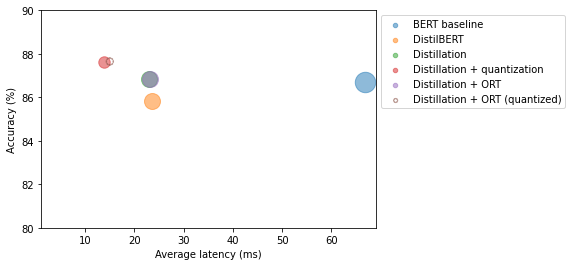 90
88
86
84
82
80
Accuracy (%)
10
20
30
40
50
60
Average latency (ms)
BERT baseline
DistilBERT
Distillation
Distillation + quantization
Distillation + ORT
Distillation + ORT (quantized)